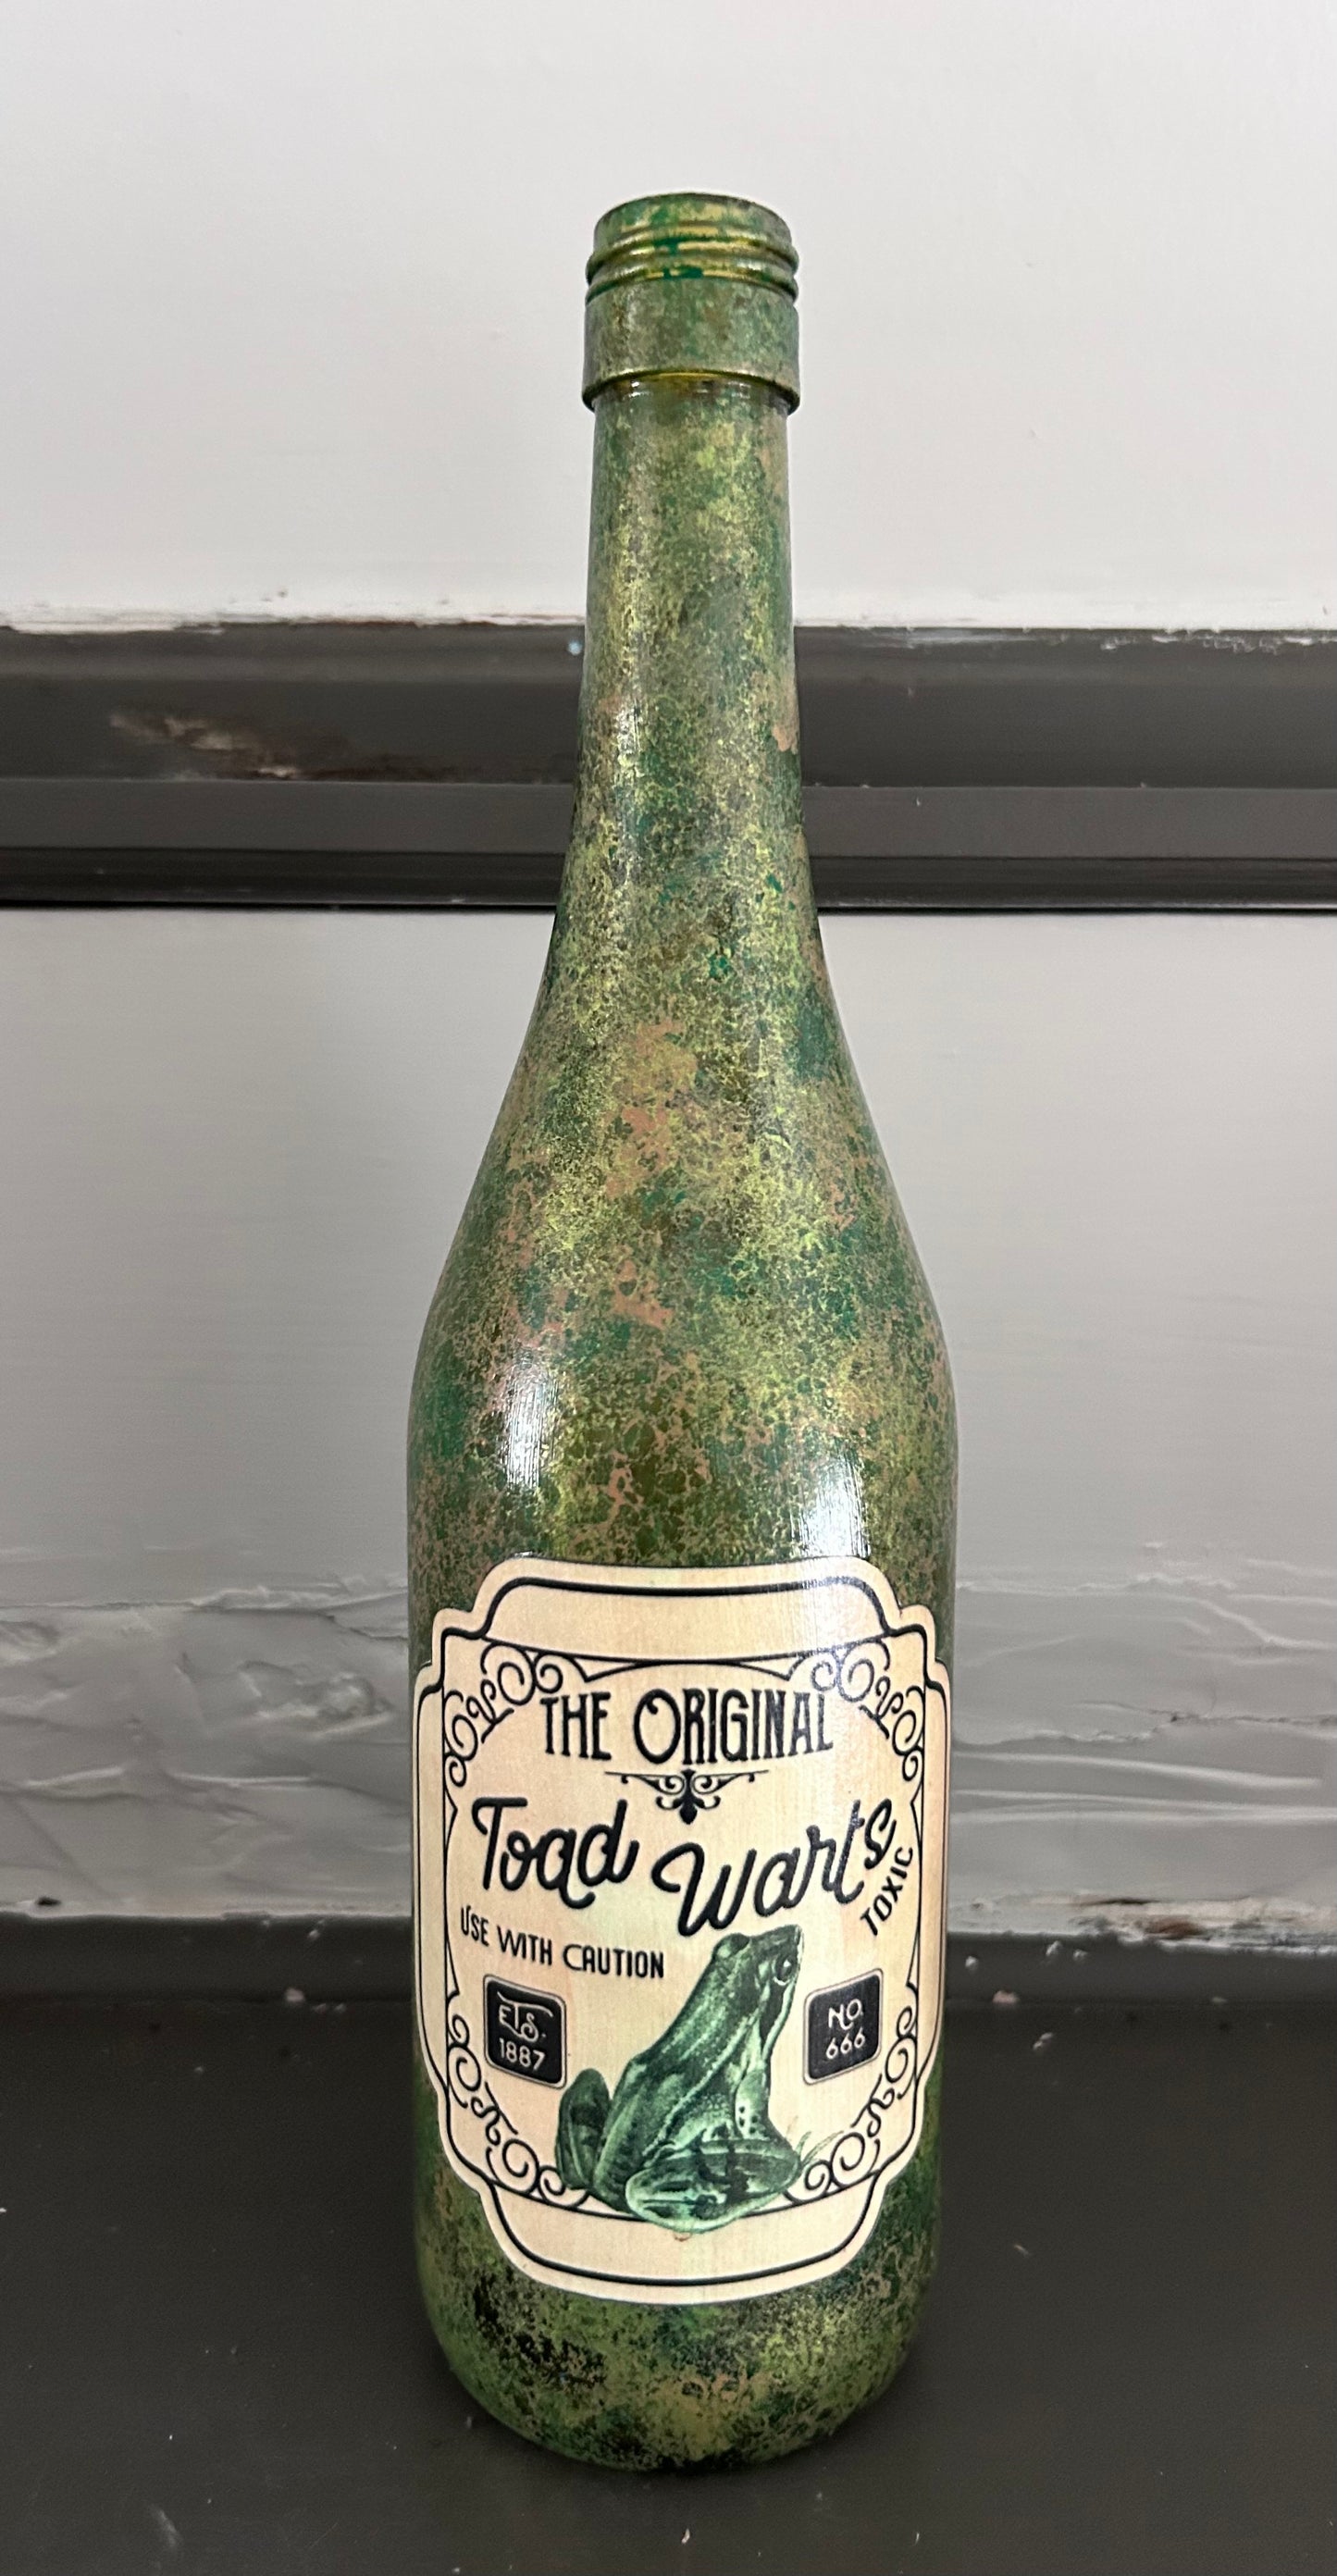 THE ORIGINAL
Toad Warts
TOXIC
USE WITH CAUTION
ETS.
1887
NO.
666